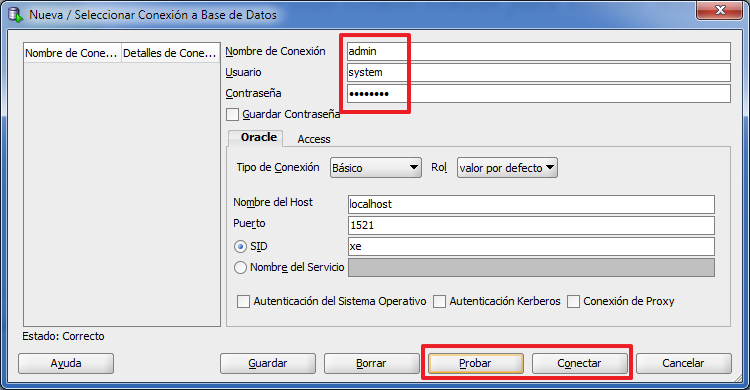 Nueva / Seleccionar Conexión a Base de Datos
Nombre de Cone... Detalles de Cone...
Nombre de Conexión admin
Usuario system
Contraseña ••••••••
Guardar Contraseña
Oracle Access
Tipo de Conexión Básico Rol valor por defecto
Nombre del Host localhost
Puerto 1521
SID xe
Nombre del Servicio
Autenticación del Sistema Operativo Autenticación Kerberos Conexión de Proxy
Estado: Correcto
Ayuda Guardar Borrar Probar Conectar Cancelar